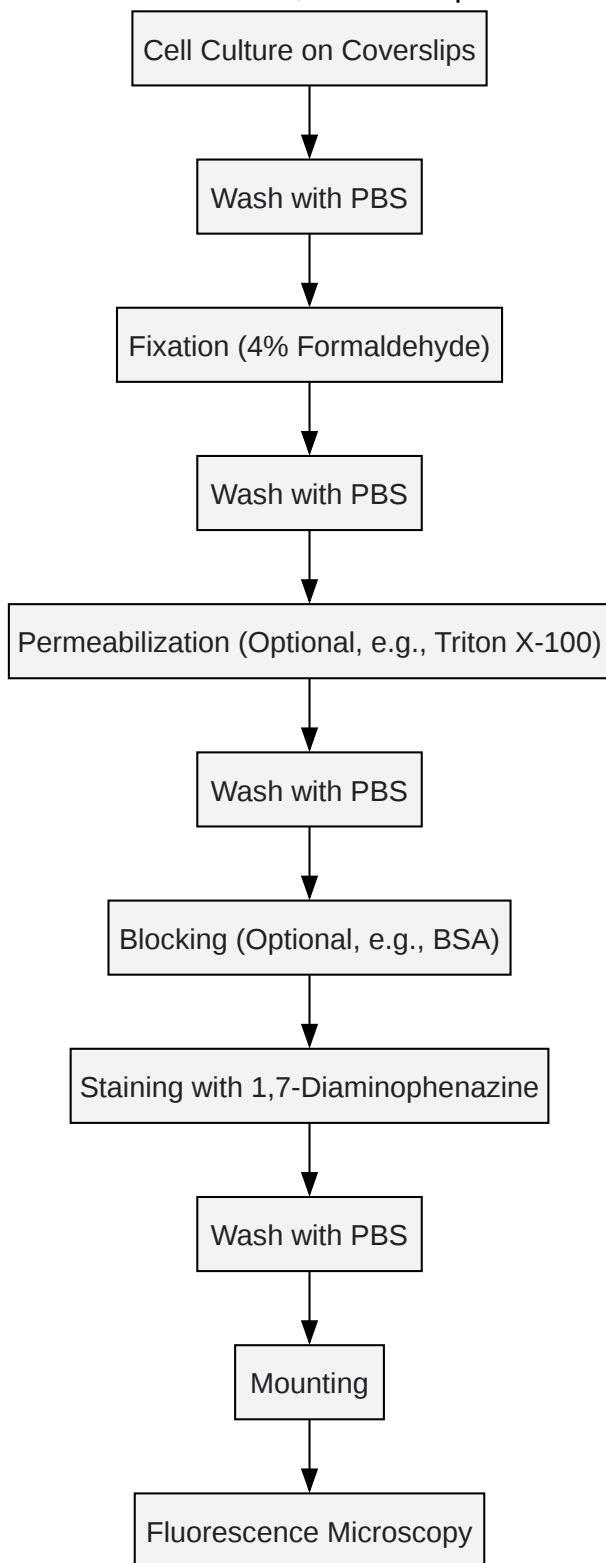 Cell Culture on Coverslips
Wash with PBS
Fixation (4% Formaldehyde)
Wash with PBS
Permeabilization (Optional, e.g., Triton X-100)
Wash with PBS
Blocking (Optional, e.g., BSA)
Staining with 1,7-Diaminophenazine
Wash with PBS
Mounting
Fluorescence Microscopy